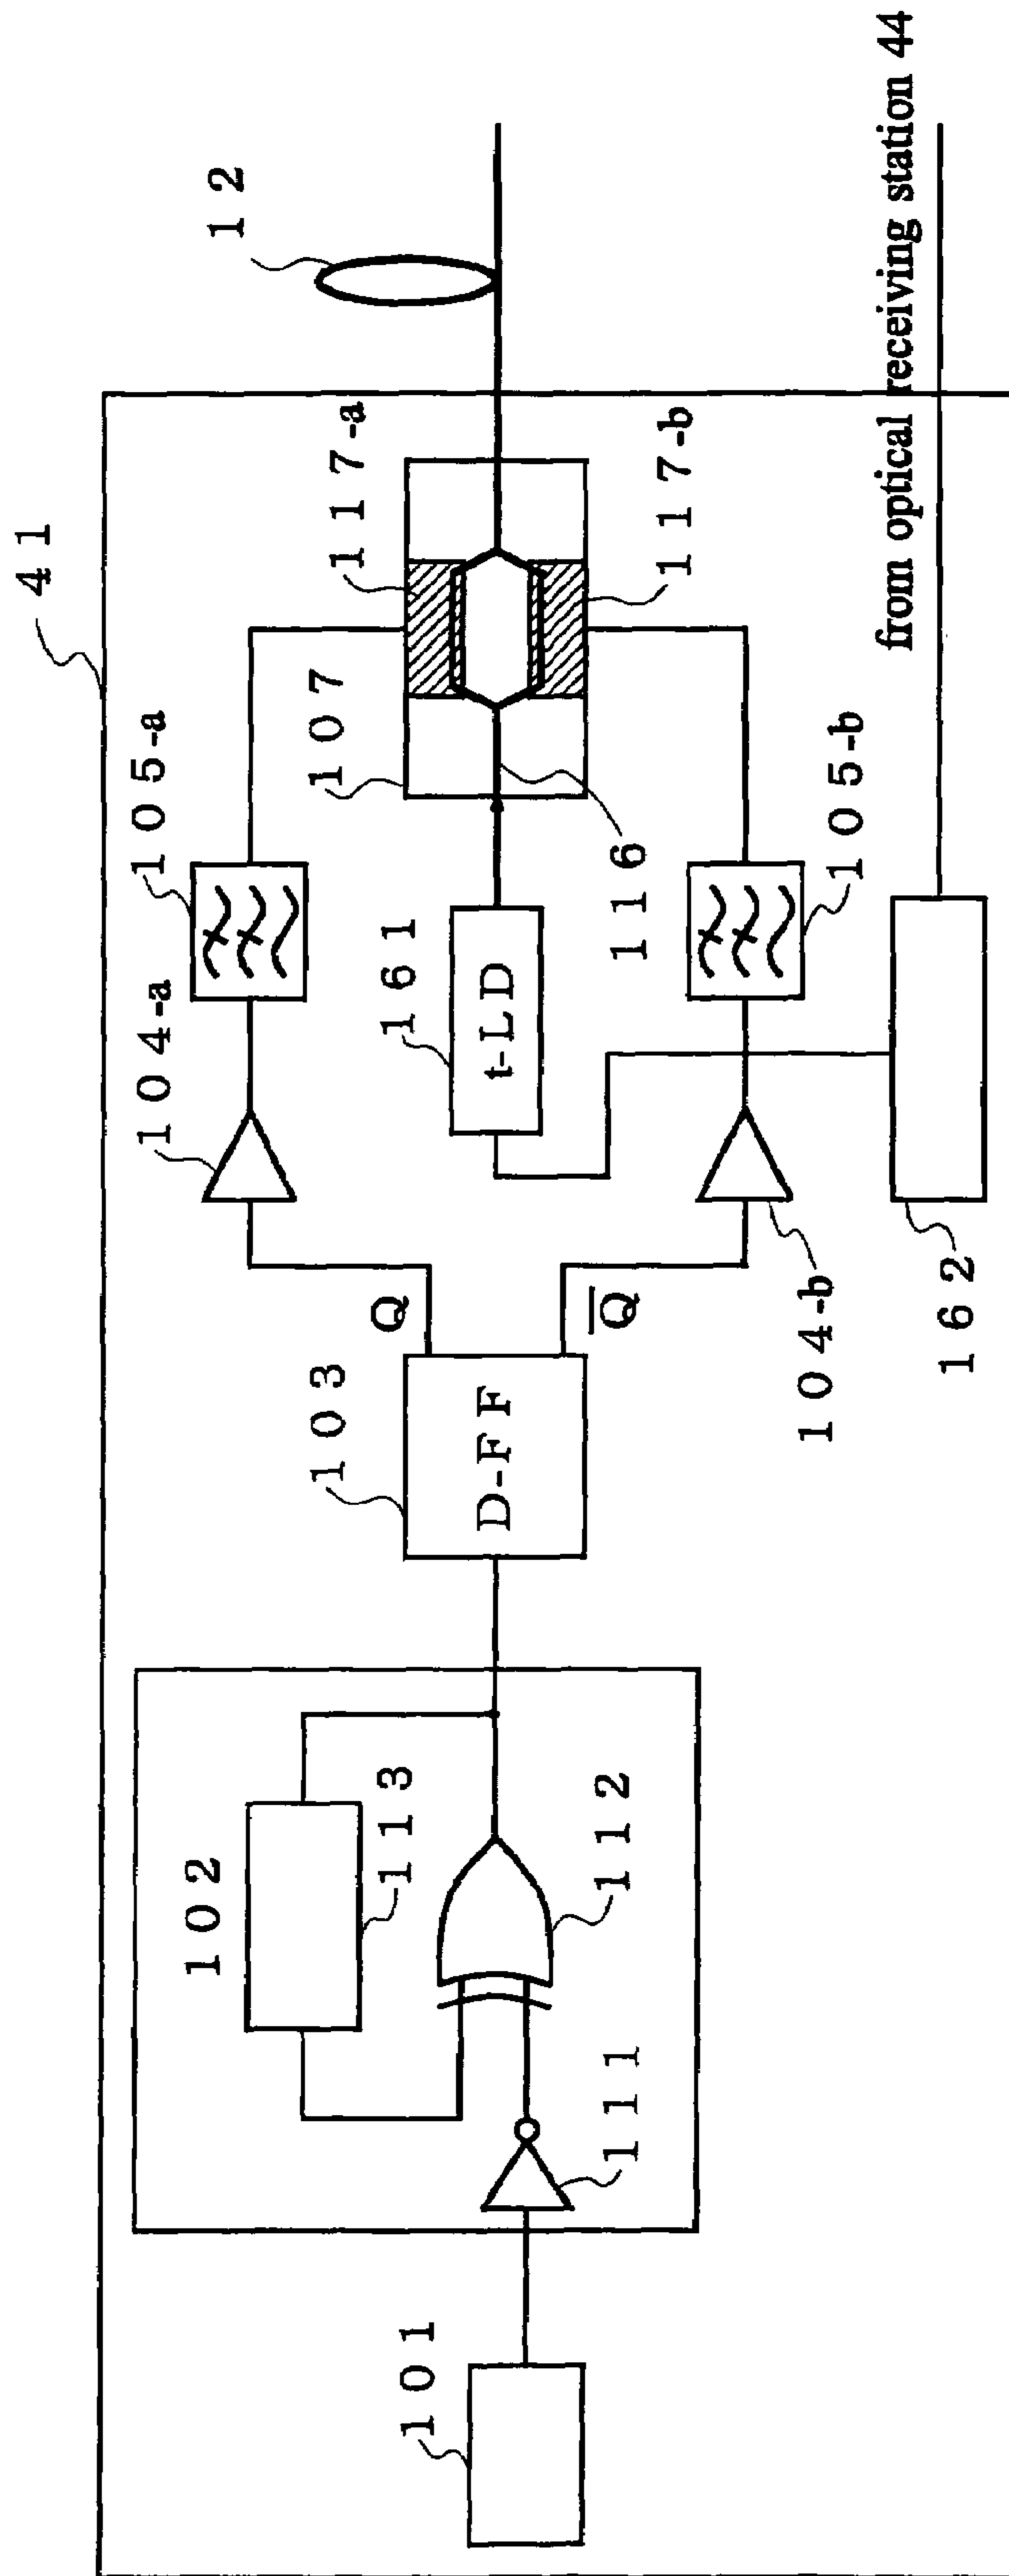 41
12
from optical receiving station 44
117-a
107
117-b
105-a
116
105-b
104-a
161
t-LD
Q
Q̅
104-b
162
103
D-FF
102
113
112
111
101